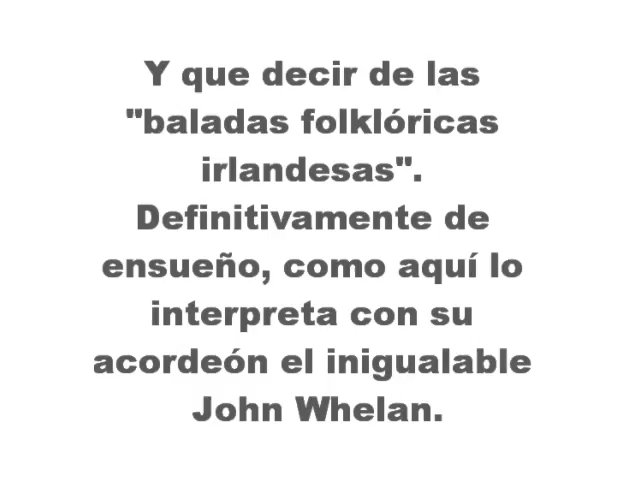 Y que decir de las
"baladas folklóricas
irlandesas".
Definitivamente de
ensueño, como aquí lo
interpreta con su
acordeón el inigualable
John Whelan.